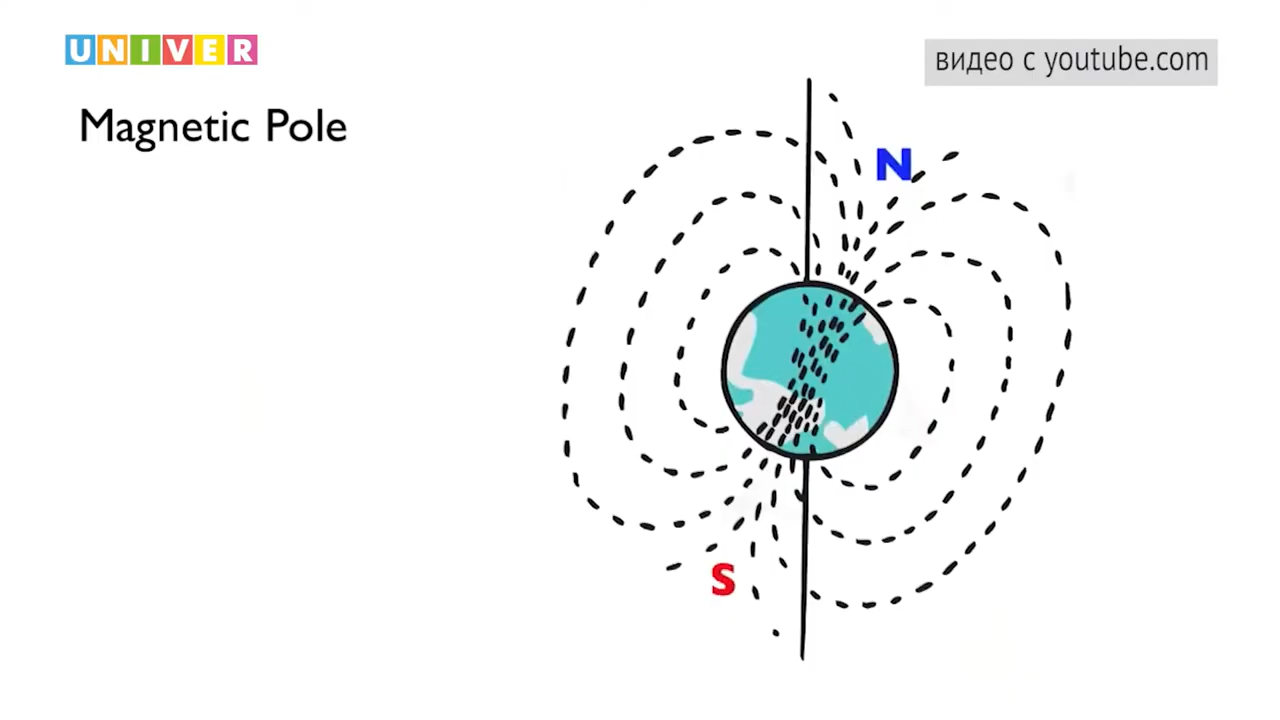 UNIVER
видео с youtube.com
Magnetic Pole
N
S